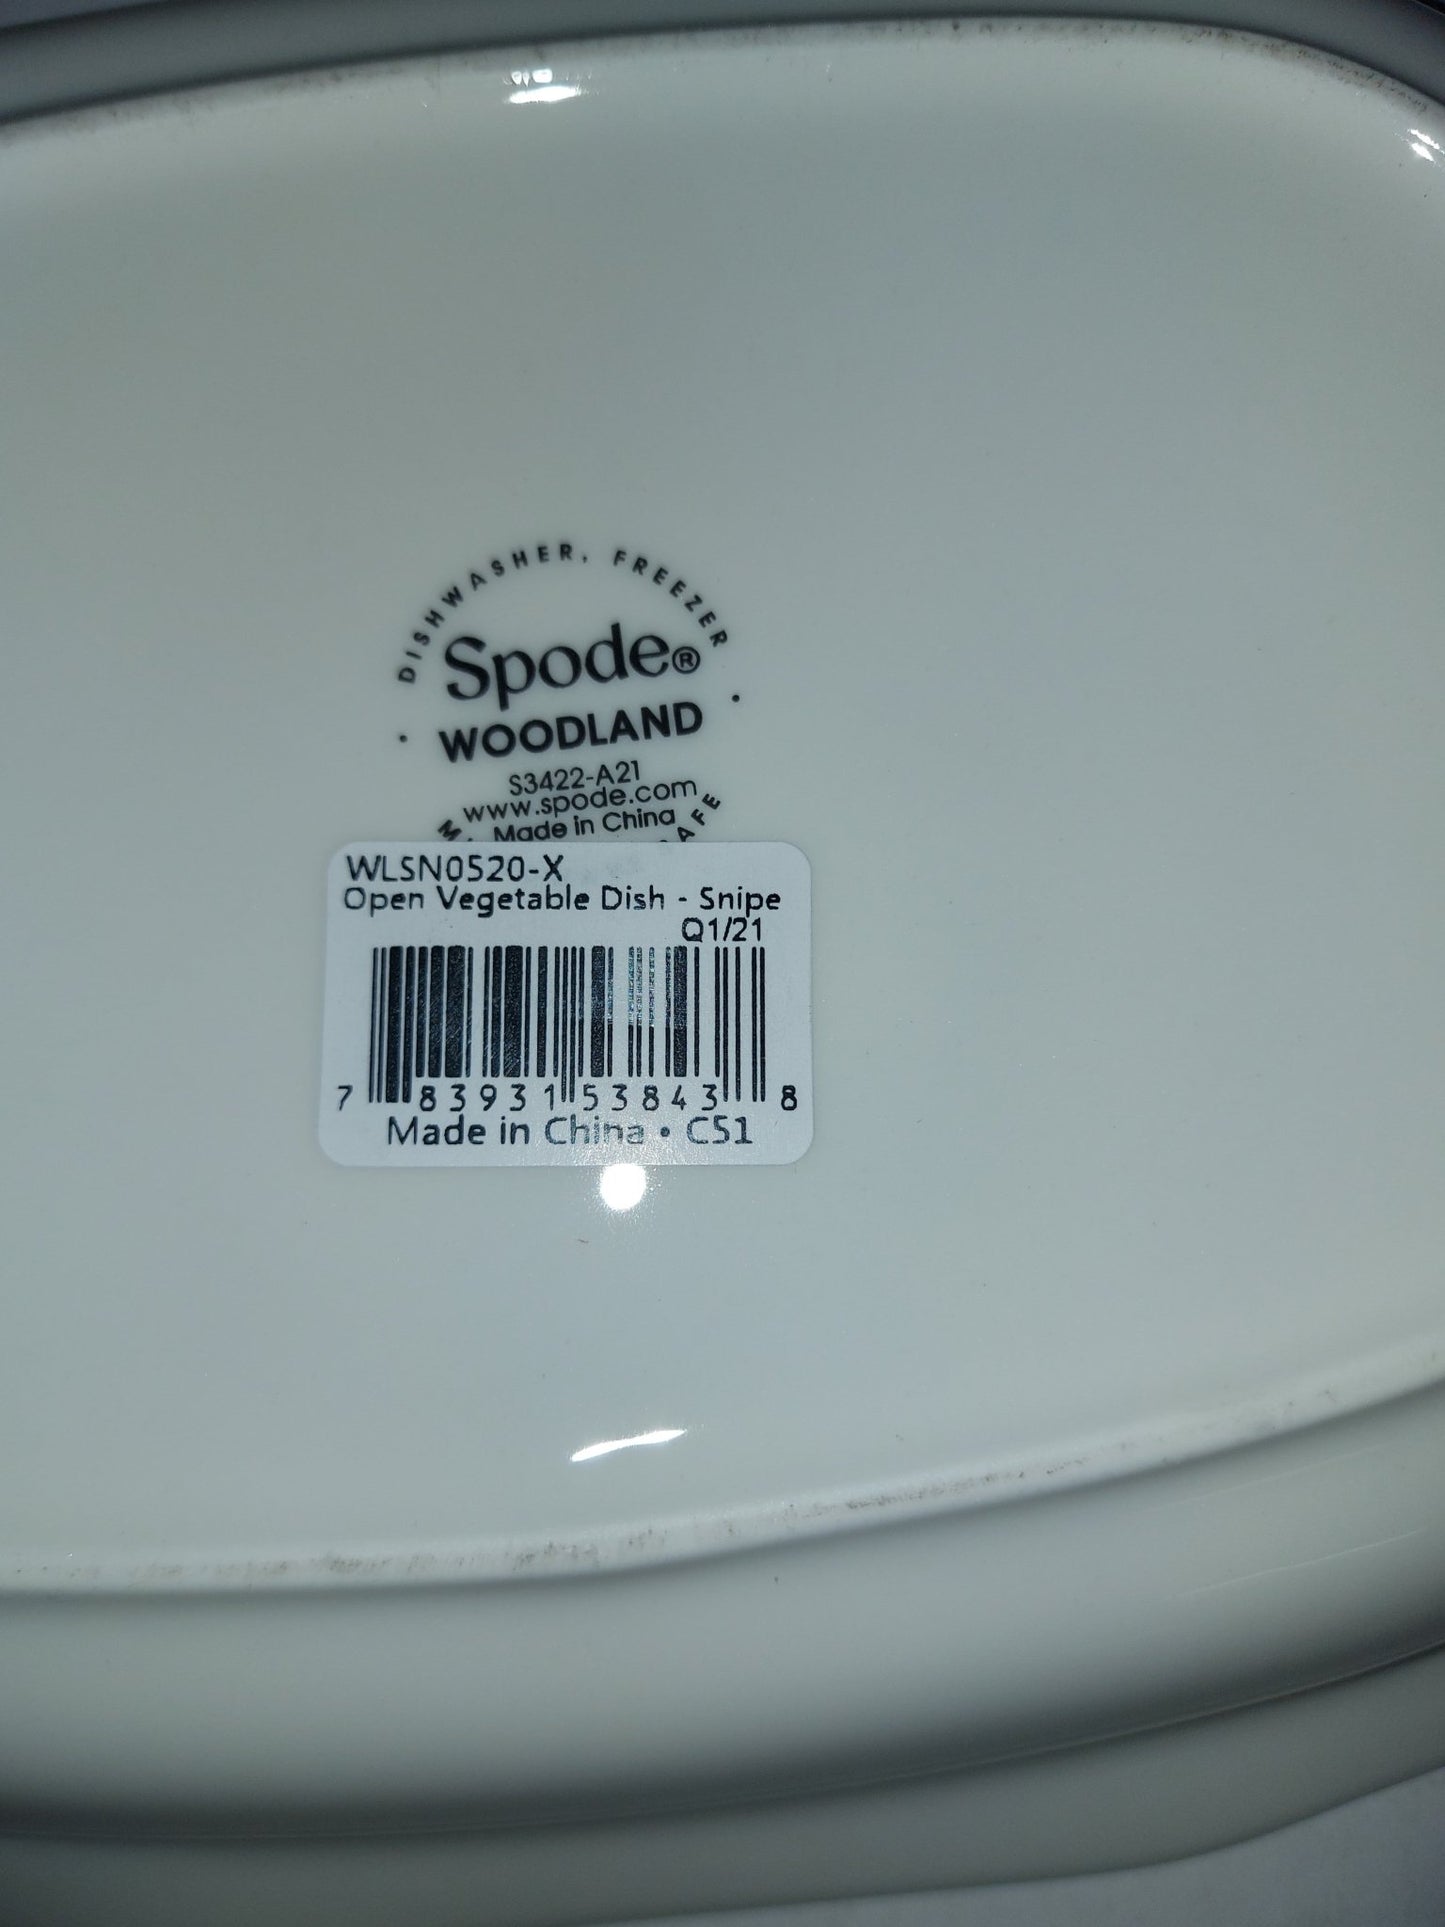 DISHWASHER, FREEZER
Spode®
WOODLAND
S3422-A21
www.spode.com
Made in China
WLSN0520-X
Open Vegetable Dish - Snipe
Q1/21
7 83931 53843 8
Made in China • C51